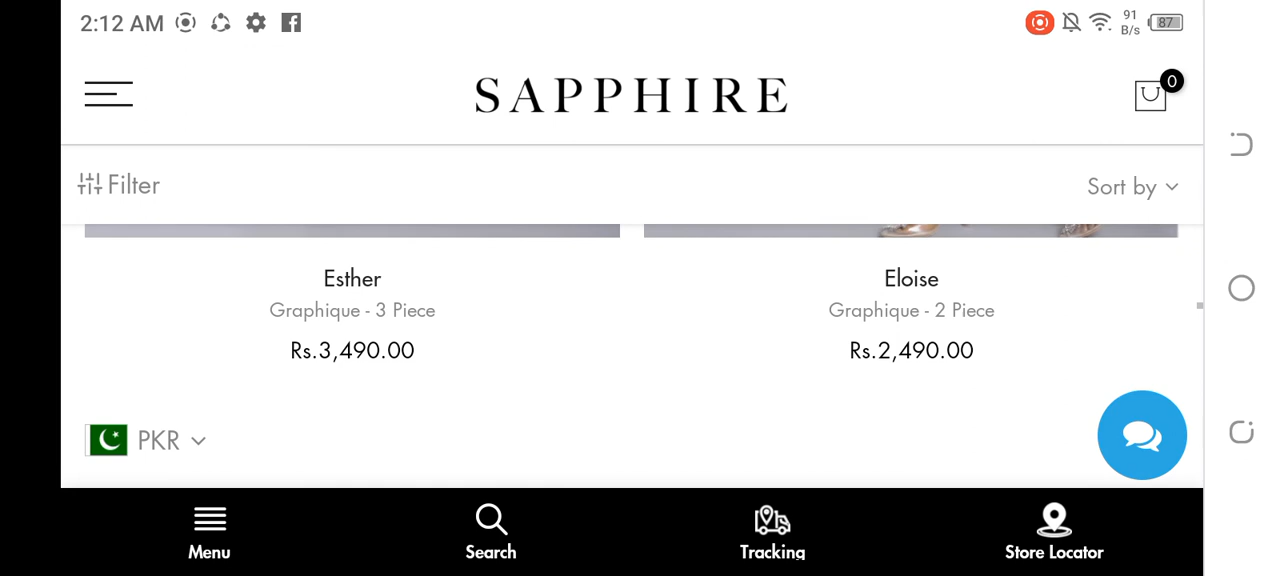 2:12 AM
91
B/s
87
SAPPHIRE
0
Filter
Sort by
Esther
Graphique - 3 Piece
Rs.3,490.00
Eloise
Graphique - 2 Piece
Rs.2,490.00
PKR
Menu
Search
Tracking
Store Locator